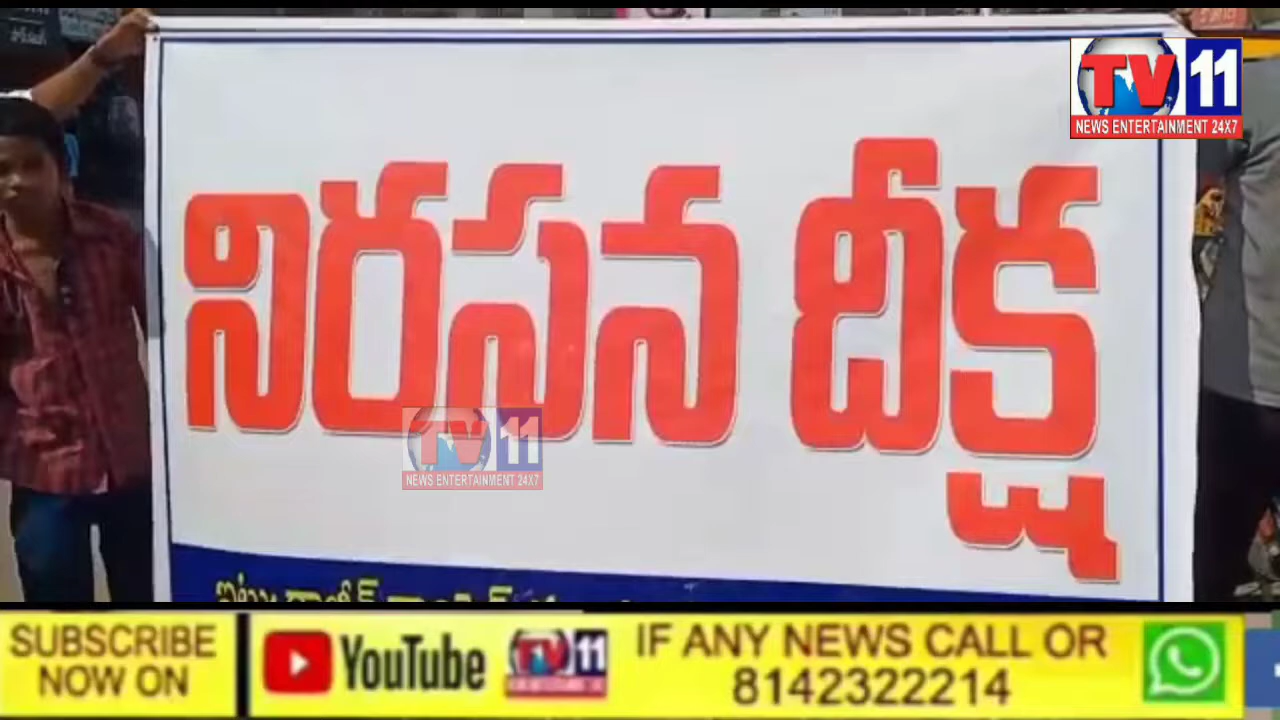 TV 11
NEWS ENTERTAINMENT 24X7
నిరసన దీక్ష
TV 11
NEWS ENTERTAINMENT 24X7
SUBSCRIBE NOW ON
YouTube
TV 11
IF ANY NEWS CALL OR
8142322214